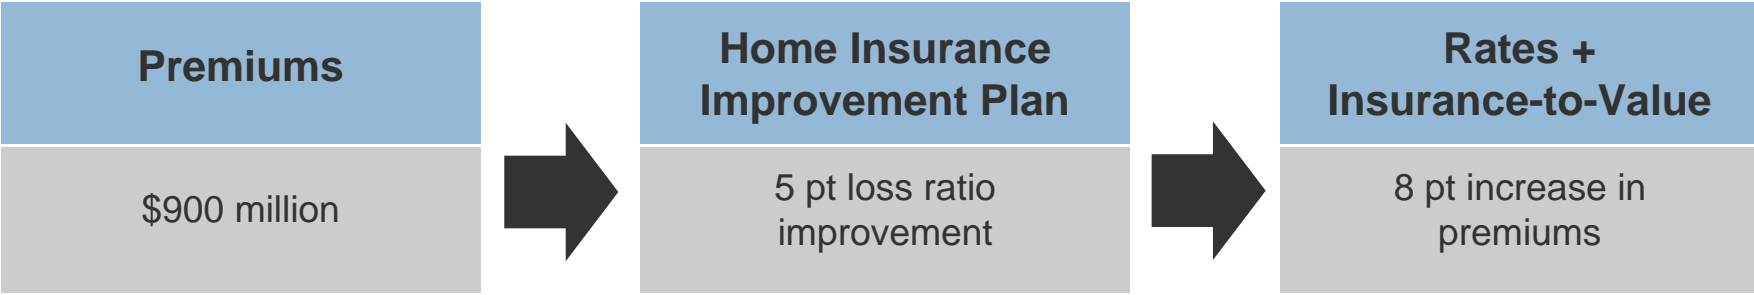 Premiums
$900 million
Home Insurance
Improvement Plan
5 pt loss ratio
improvement
Rates +
Insurance-to-Value
8 pt increase in
premiums